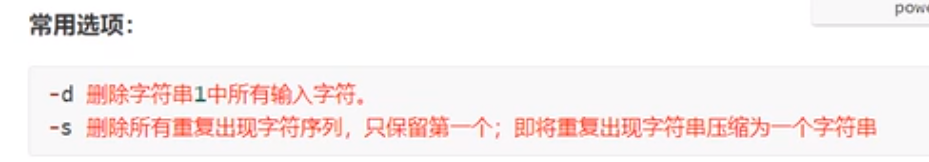 powe
常用选项：
-d 删除字符串1中所有输入字符。
-s 删除所有重复出现字符序列，只保留第一个；即将重复出现字符串压缩为一个字符串